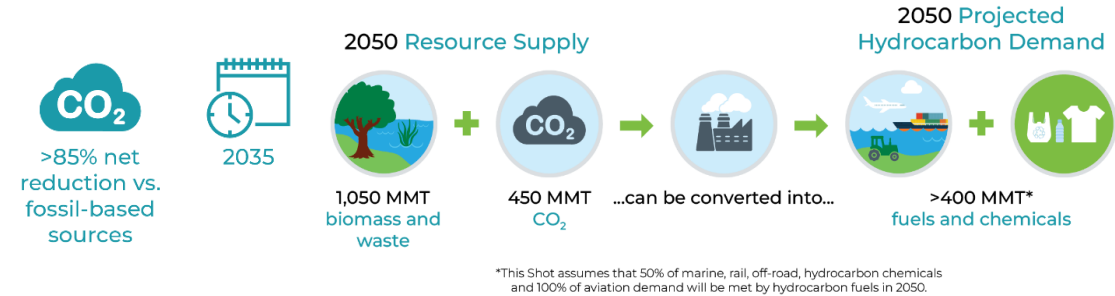 CO₂
>85% net
reduction vs.
fossil-based
sources
2035
2050 Resource Supply
1,050 MMT
biomass and
waste
CO₂
450 MMT
CO₂
...can be converted into...
2050 Projected
Hydrocarbon Demand
>400 MMT*
fuels and chemicals
*This Shot assumes that 50% of marine, rail, off-road, hydrocarbon chemicals
and 100% of aviation demand will be met by hydrocarbon fuels in 2050.